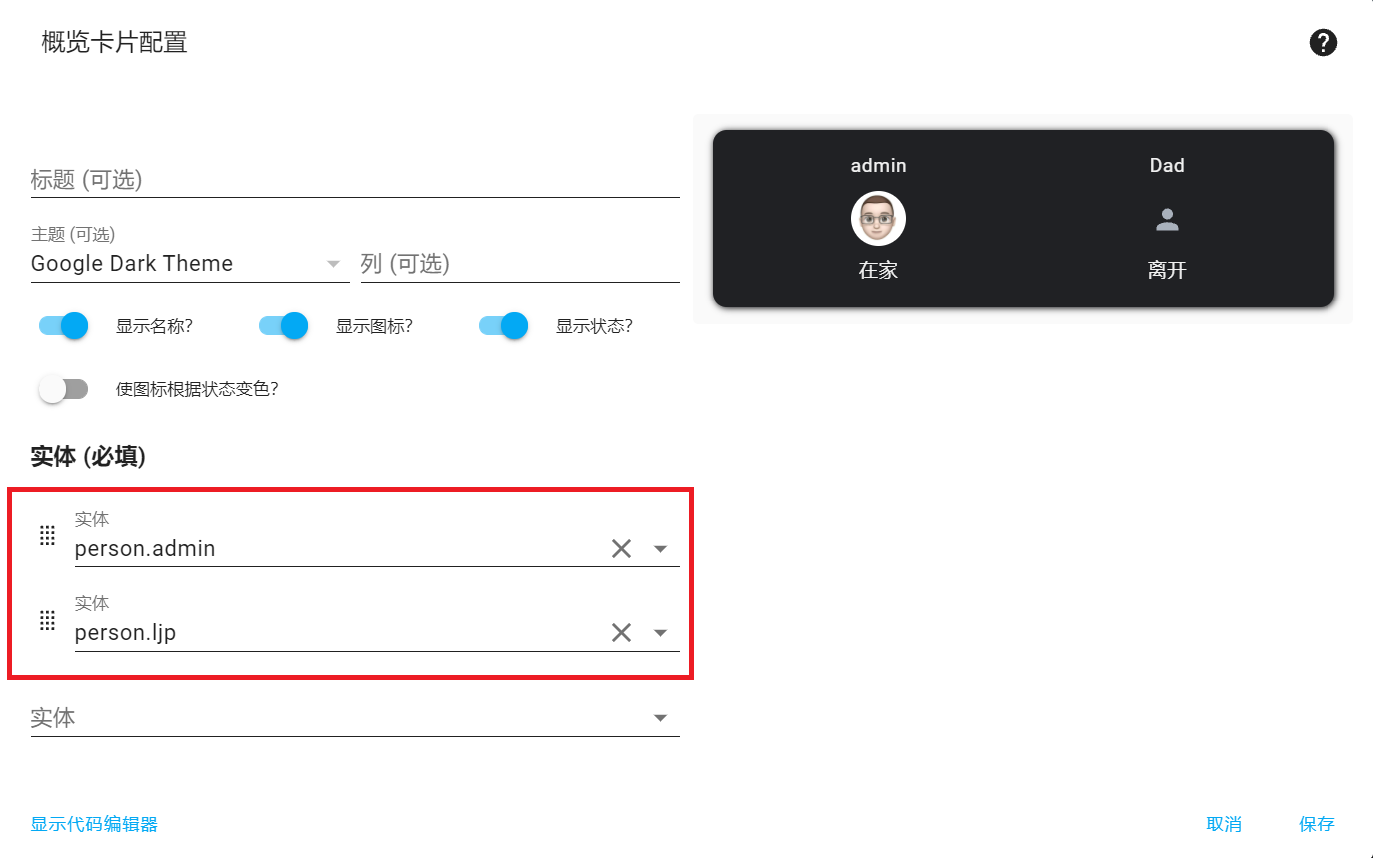 概览卡片配置
标题 (可选)
主题 (可选)
Google Dark Theme
列 (可选)
显示名称?
显示图标?
显示状态?
使图标根据状态变色?
实体 (必填)
实体
person.admin
实体
person.ljp
实体
显示代码编辑器
admin
Dad
在家
离开
取消
保存